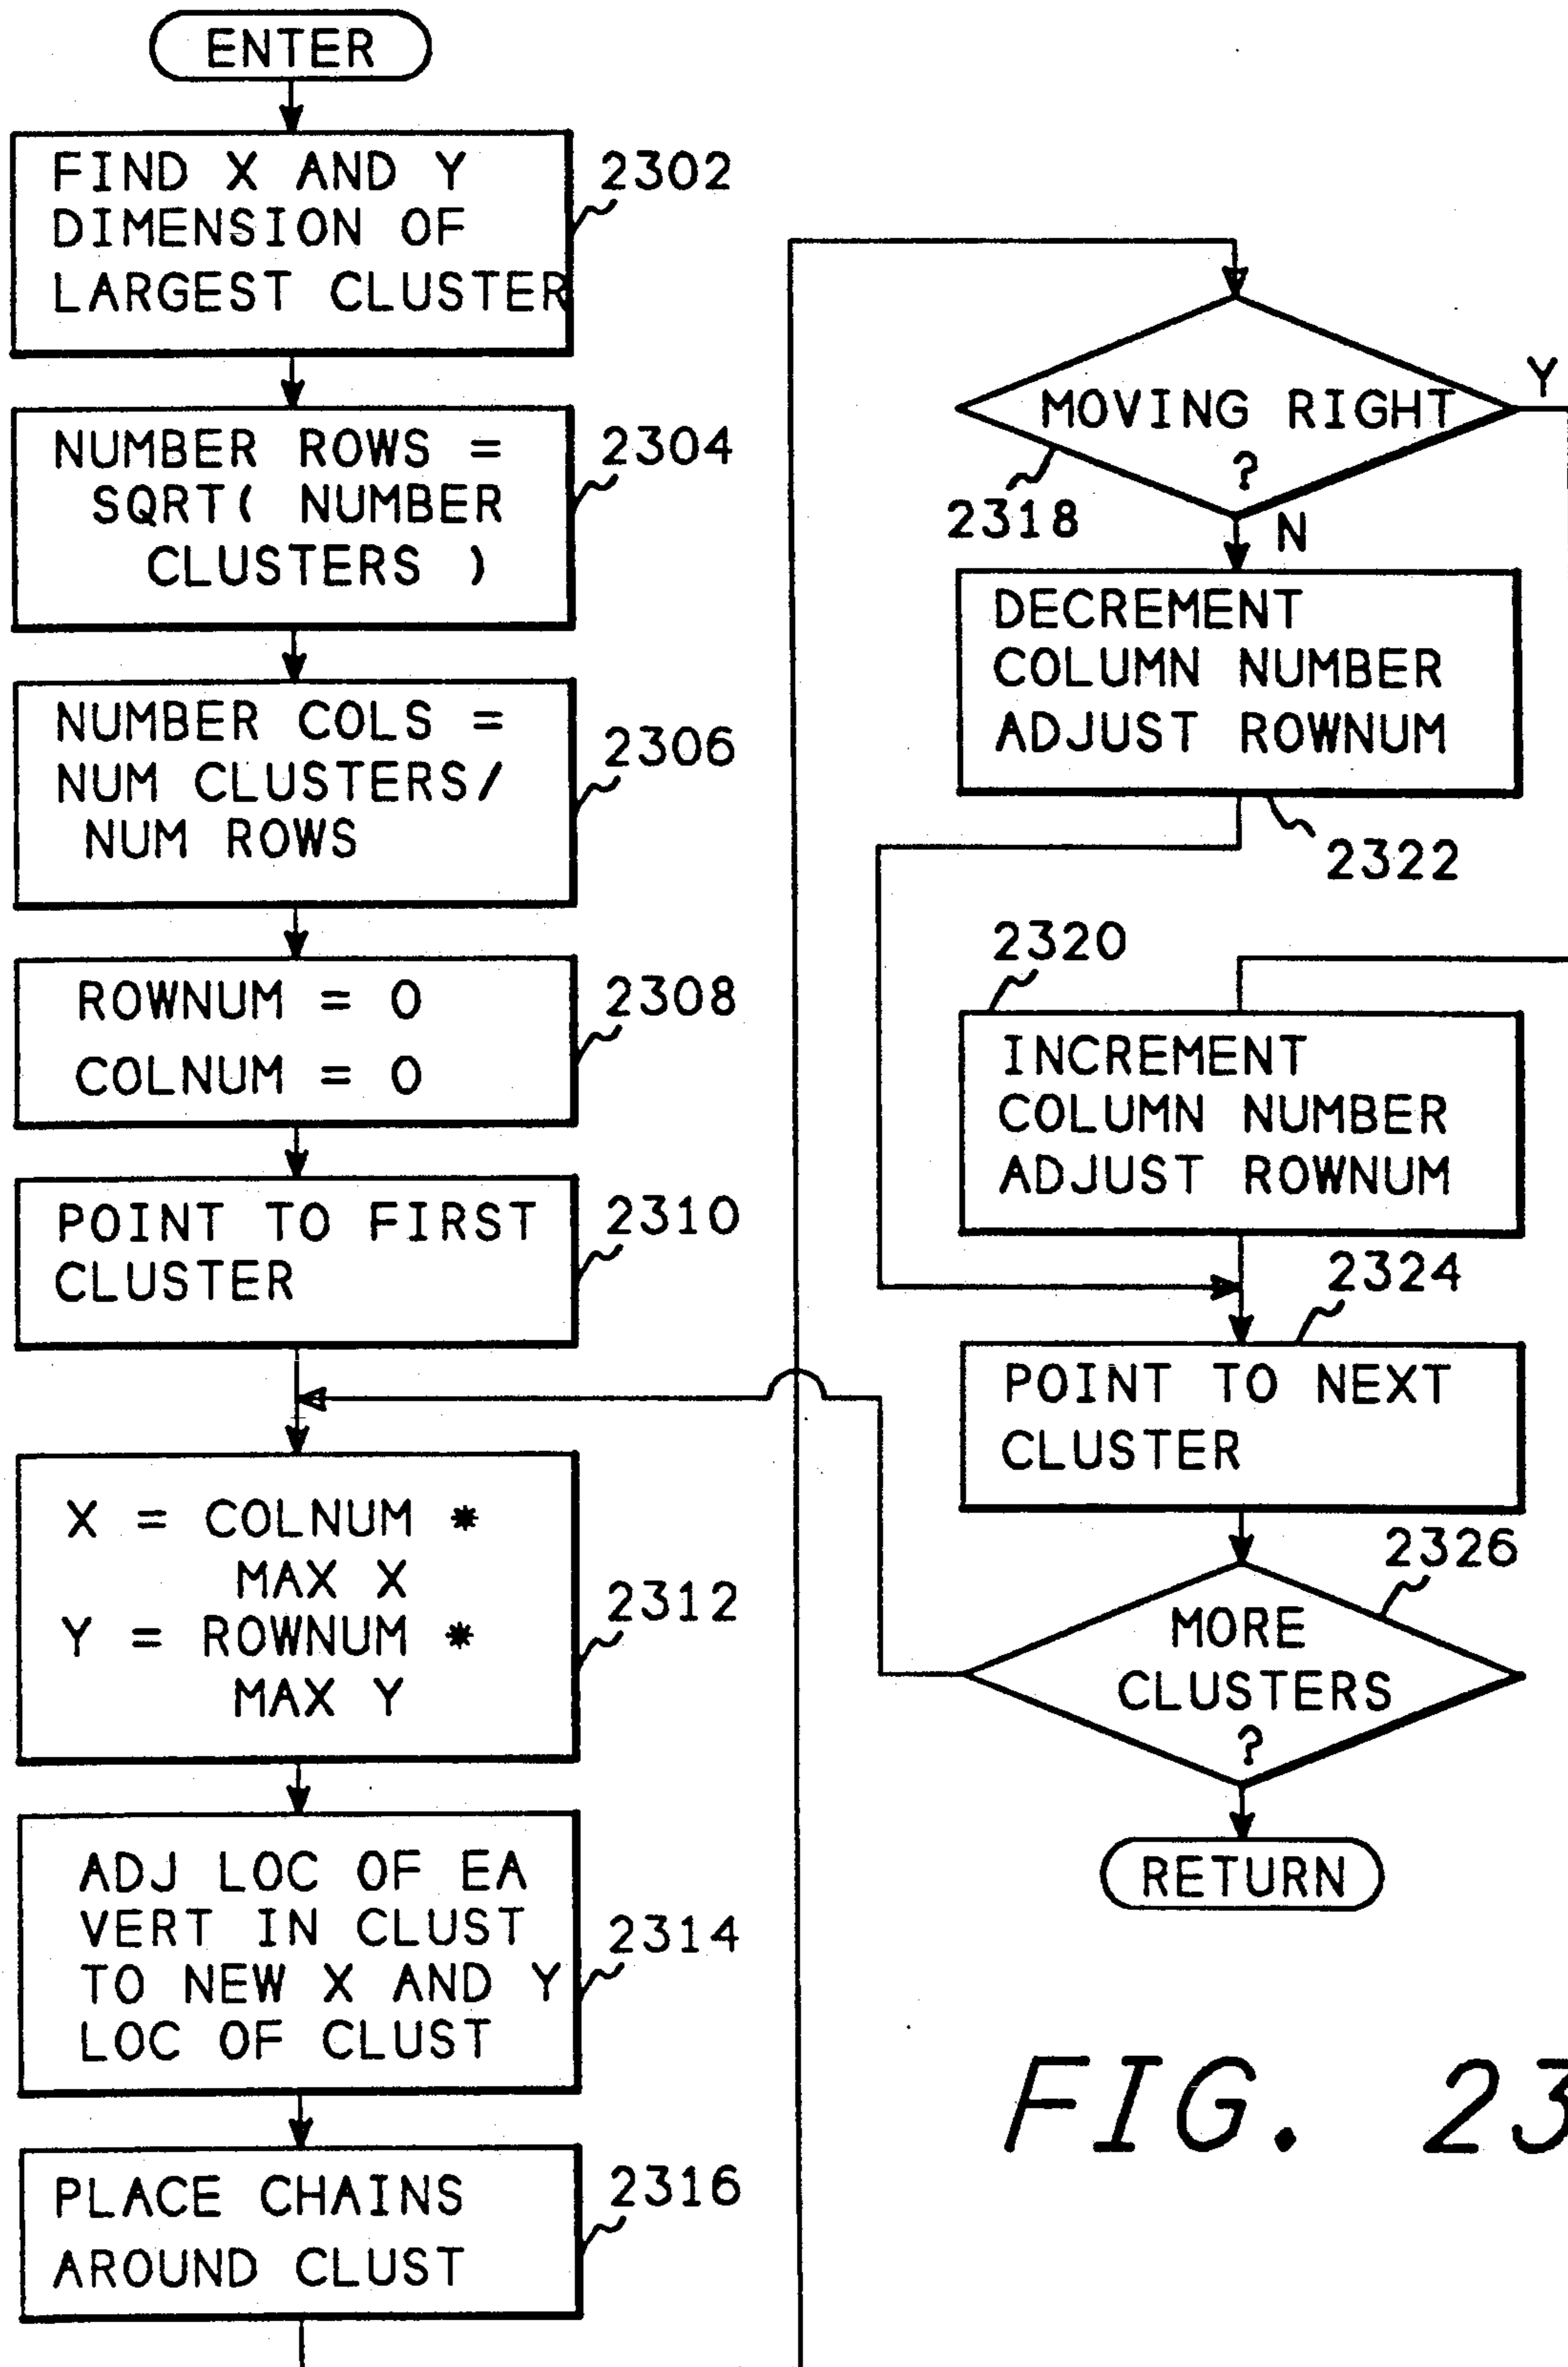 ENTER
FIND X AND Y
DIMENSION OF
LARGEST CLUSTER
2302
NUMBER ROWS =
SQRT( NUMBER
CLUSTERS )
2304
NUMBER COLS =
NUM CLUSTERS/
NUM ROWS
2306
ROWNUM = 0
COLNUM = 0
2308
POINT TO FIRST
CLUSTER
2310
X = COLNUM *
MAX X
Y = ROWNUM *
MAX Y
2312
ADJ LOC OF EA
VERT IN CLUST
TO NEW X AND Y
LOC OF CLUST
2314
PLACE CHAINS
AROUND CLUST
2316
MOVING RIGHT
?
Y
2318
N
DECREMENT
COLUMN NUMBER
ADJUST ROWNUM
2322
2320
INCREMENT
COLUMN NUMBER
ADJUST ROWNUM
2324
POINT TO NEXT
CLUSTER
2326
MORE
CLUSTERS
?
RETURN
FIG. 23